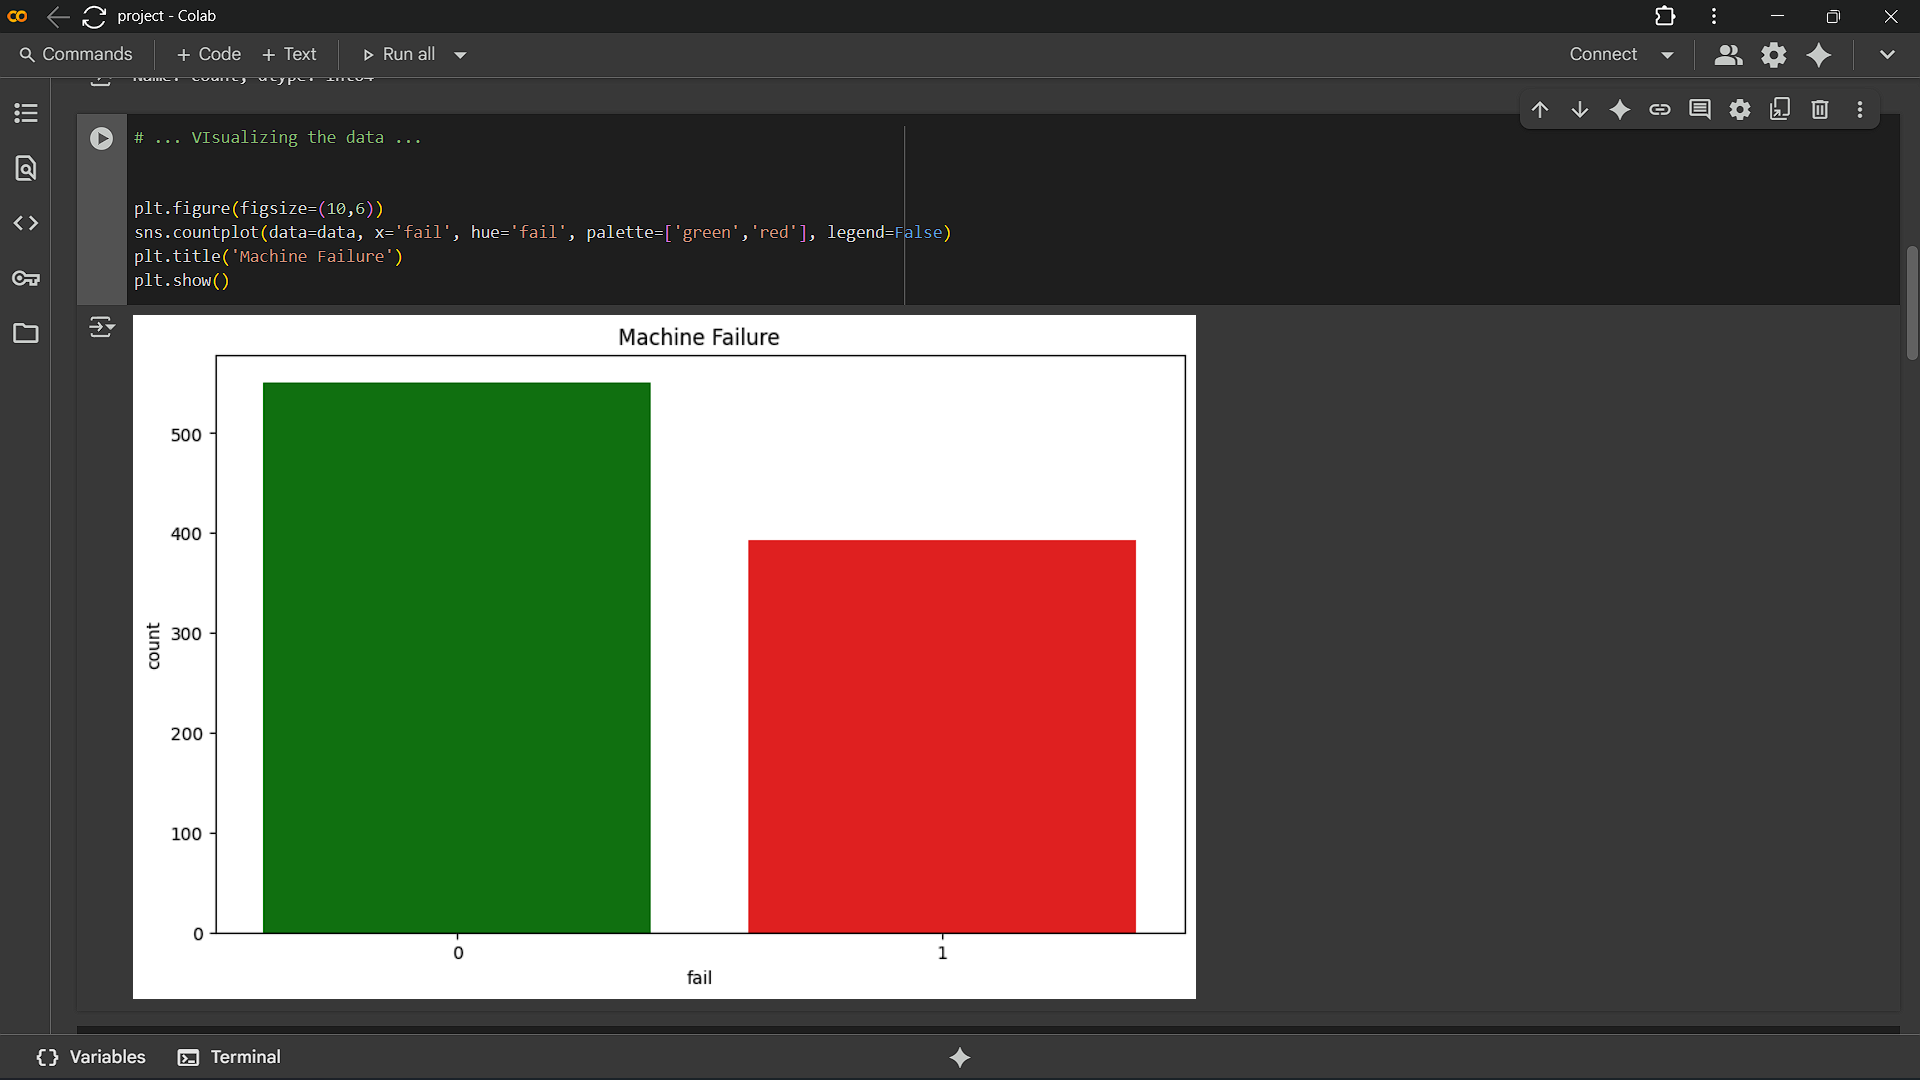 project - Colab
Commands + Code + Text Run all Connect
# ... VIsualizing the data ...
plt.figure(figsize=(10,6))
sns.countplot(data=data, x='fail', hue='fail', palette=['green','red'], legend=False)
plt.title('Machine Failure')
plt.show()
Machine Failure
500
400
300
200
100
0
count
0 1
fail
Variables Terminal